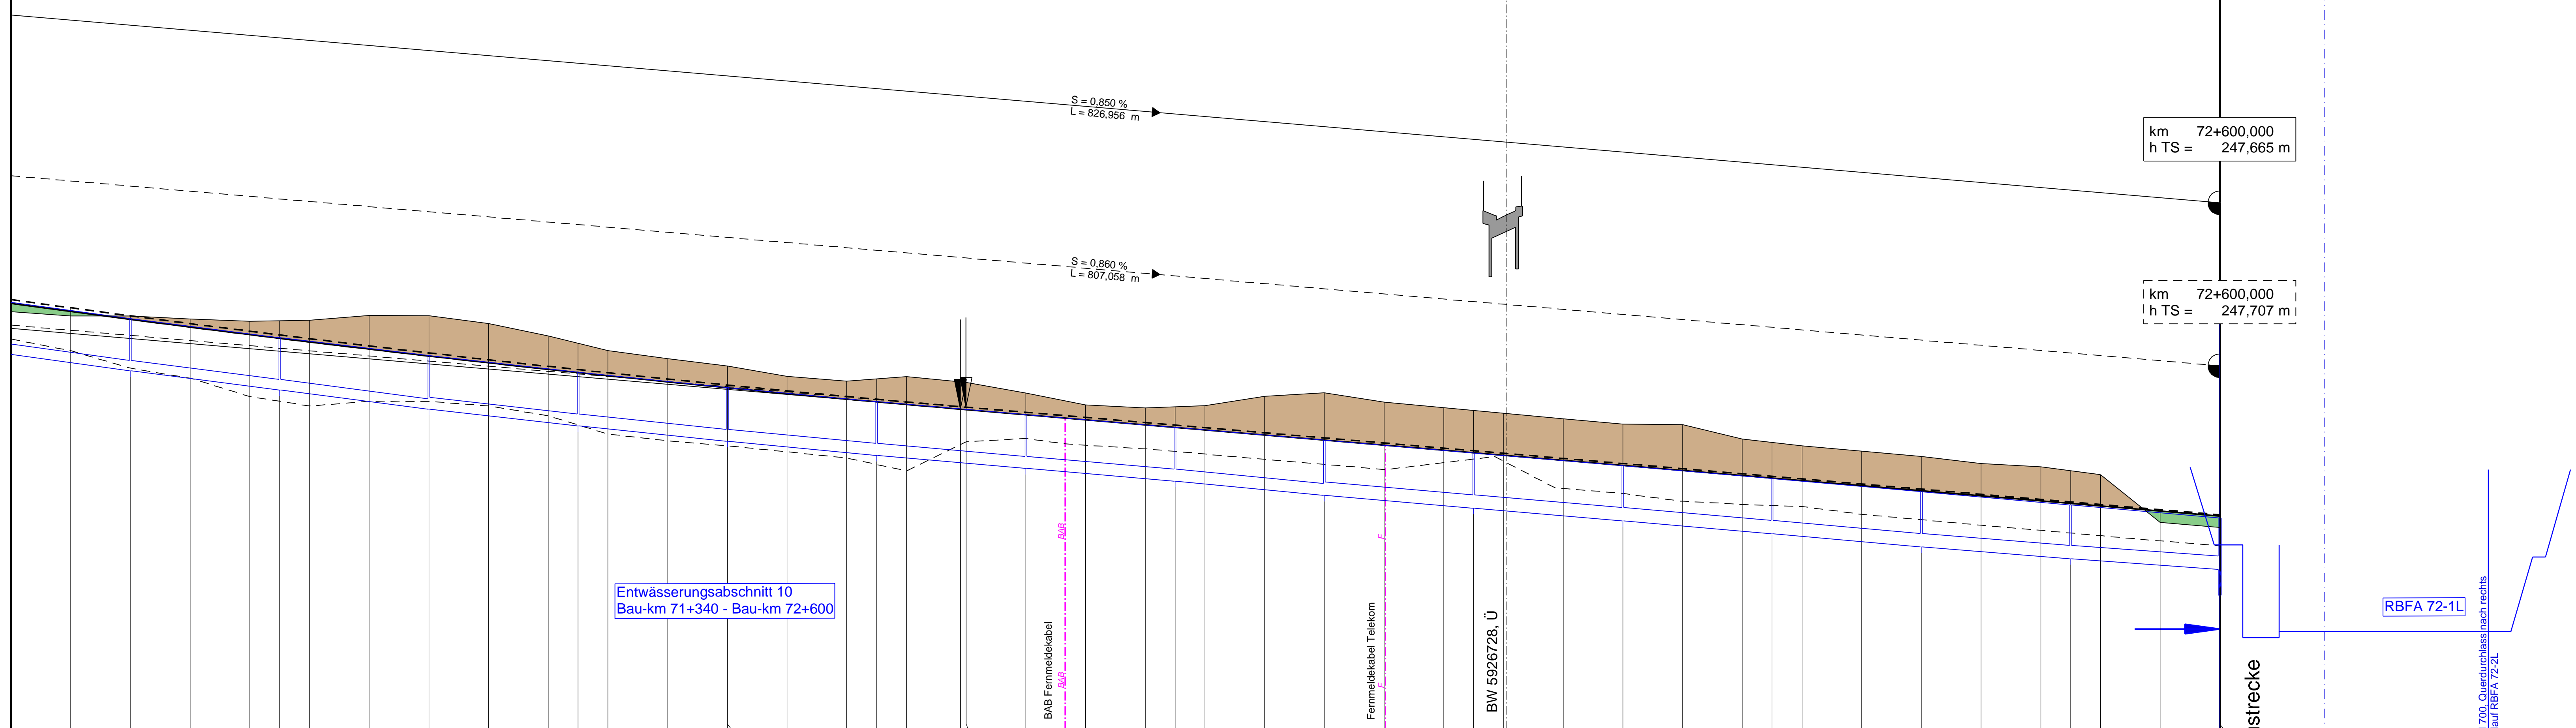 S = 0,850 %
L = 826,956 m
km 72+600,000
h TS = 247,665 m
S = 0,860 %
L = 807,058 m
km 72+600,000
h TS = 247,707 m
Entwässerungsabschnitt 10
Bau-km 71+340 - Bau-km 72+600
BAB Fernmeldekabel
BAB
BAB
Fernmeldekabel Telekom
F
F
BW 5926728, Ü
RBFA 72-1L
700, Querdurchlass nach rechts
auf RBFA 72-2L